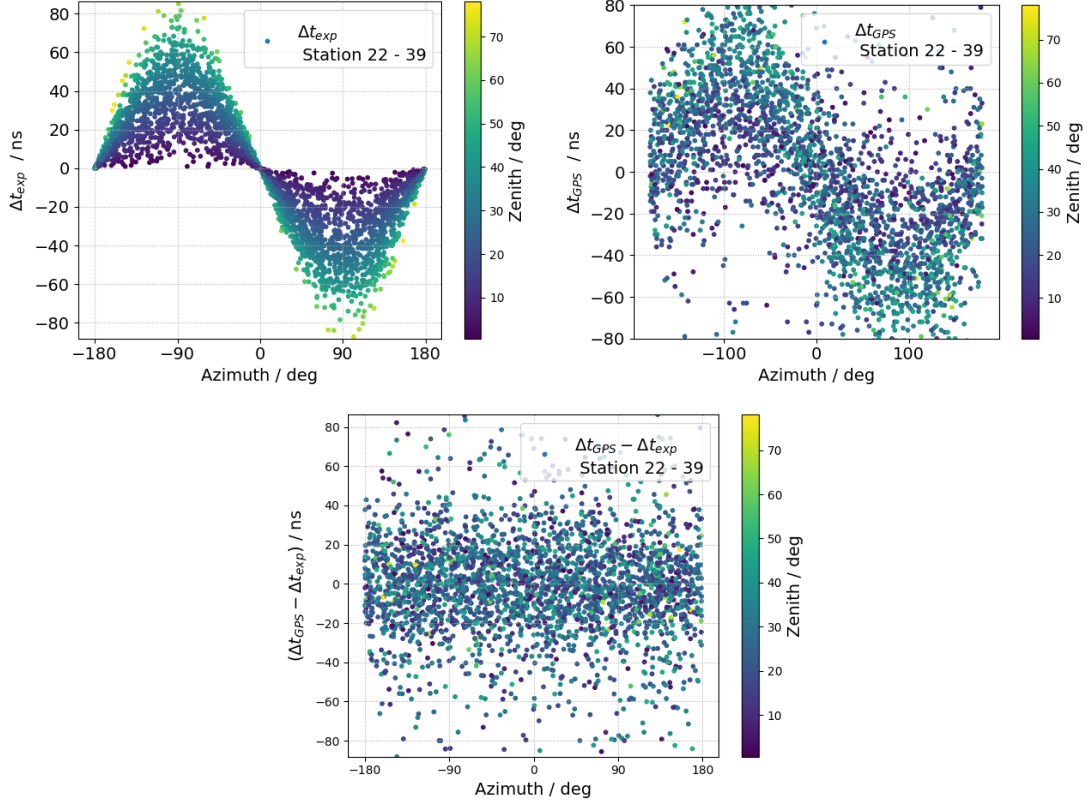 80
60
40
20
0
−20
−40
−60
−80
Δt_exp / ns
−180 −90 0 90 180
Azimuth / deg
Δt_exp
Station 22 - 39
70
60
50
40
30
20
10
Zenith / deg
80
60
40
20
0
−20
−40
−60
−80
Δt_GPS / ns
−100 0 100
Azimuth / deg
Δt_GPS
Station 22 - 39
70
60
50
40
30
20
10
Zenith / deg
80
60
40
20
0
−20
−40
−60
−80
(Δt_GPS − Δt_exp) / ns
−180 −90 0 90 180
Azimuth / deg
Δt_GPS − Δt_exp
Station 22 - 39
70
60
50
40
30
20
10
Zenith / deg